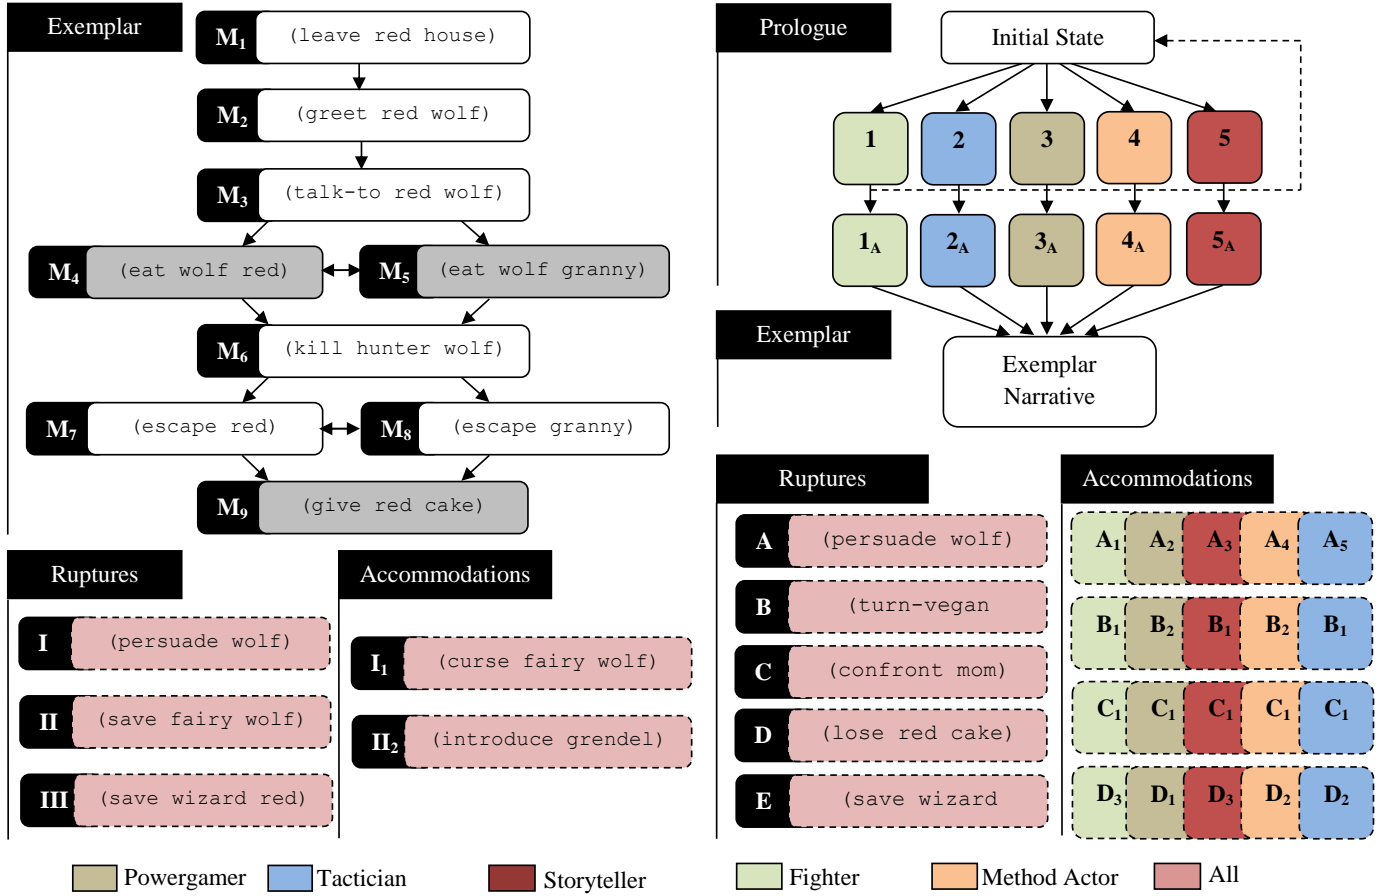 Exemplar
M1 (leave red house)
M2 (greet red wolf)
M3 (talk-to red wolf)
M4 (eat wolf red)
M5 (eat wolf granny)
M6 (kill hunter wolf)
M7 (escape red)
M8 (escape granny)
M9 (give red cake)
Ruptures
I (persuade wolf)
II (save fairy wolf)
III (save wizard red)
Accommodations
I1 (curse fairy wolf)
II2 (introduce grendel)
Prologue
Initial State
1 2 3 4 5
1A 2A 3A 4A 5A
Exemplar
Exemplar
Narrative
Ruptures
A (persuade wolf)
B (turn-vegan
C (confront mom)
D (lose red cake)
E (save wizard
Accommodations
A1 A2 A3 A4 A5
B1 B2 B1 B2 B1
C1 C1 C1 C1 C1
D3 D1 D3 D2 D2
Powergamer Tactician Storyteller Fighter Method Actor All